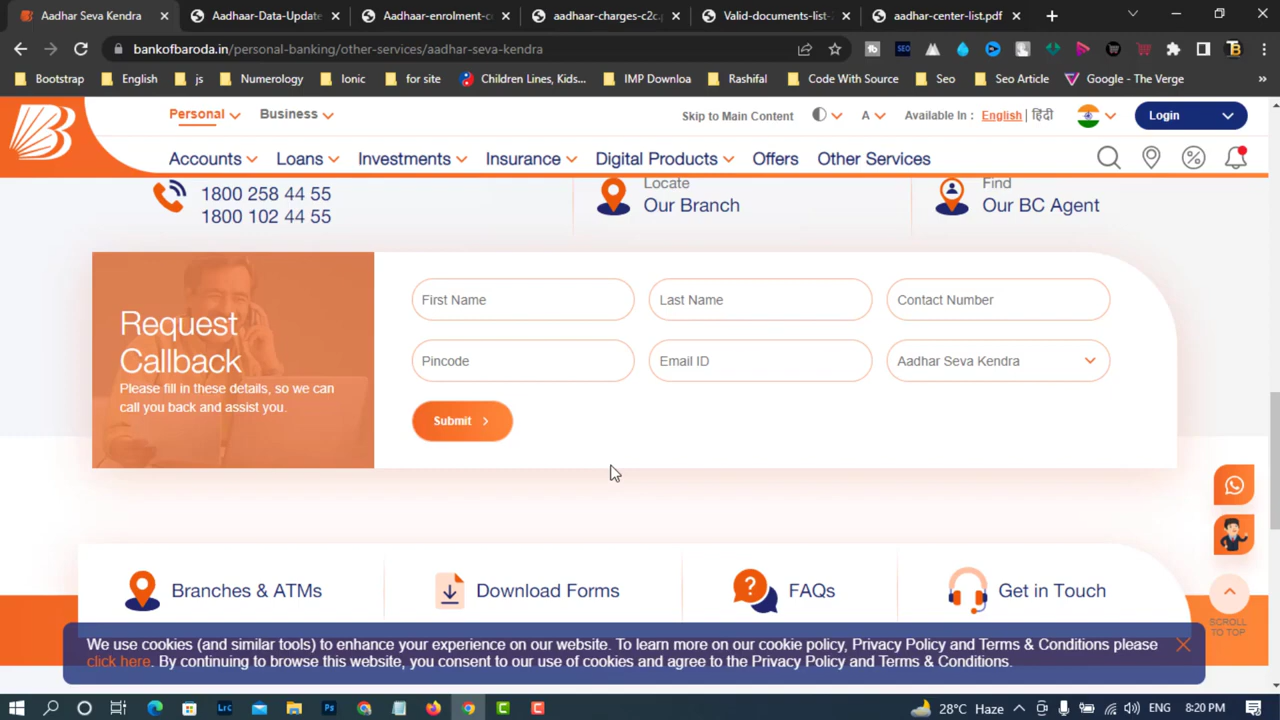 Aadhar Seva Kendra
Aadhaar-Data-Update
Aadhaar-enrolment-c
aadhaar-charges-c2c.
Valid-documents-list-
aadhar-center-list.pdf
bankofbaroda.in/personal-banking/other-services/aadhar-seva-kendra
SEO
Bootstrap
English
js
Numerology
Ionic
for site
Children Lines, Kids...
IMP Downloa
Rashifal
Code With Source
Seo
Seo Article
Google - The Verge
Personal
Business
Skip to Main Content
A
Available In : English | हिंदी
Login
Accounts
Loans
Investments
Insurance
Digital Products
Offers
Other Services
1800 258 44 55
1800 102 44 55
Locate
Our Branch
Find
Our BC Agent
Request
Callback
Please fill in these details, so we can
call you back and assist you.
First Name
Last Name
Contact Number
Pincode
Email ID
Aadhar Seva Kendra
Submit
Branches & ATMs
Download Forms
FAQs
Get in Touch
SCROLL
TO TOP
We use cookies (and similar tools) to enhance your experience on our website. To learn more on our cookie policy, Privacy Policy and Terms & Conditions please
click here. By continuing to browse this website, you consent to our use of cookies and agree to the Privacy Policy and Terms & Conditions.
Lrc
Ps
28°C Haze
ENG
8:20 PM